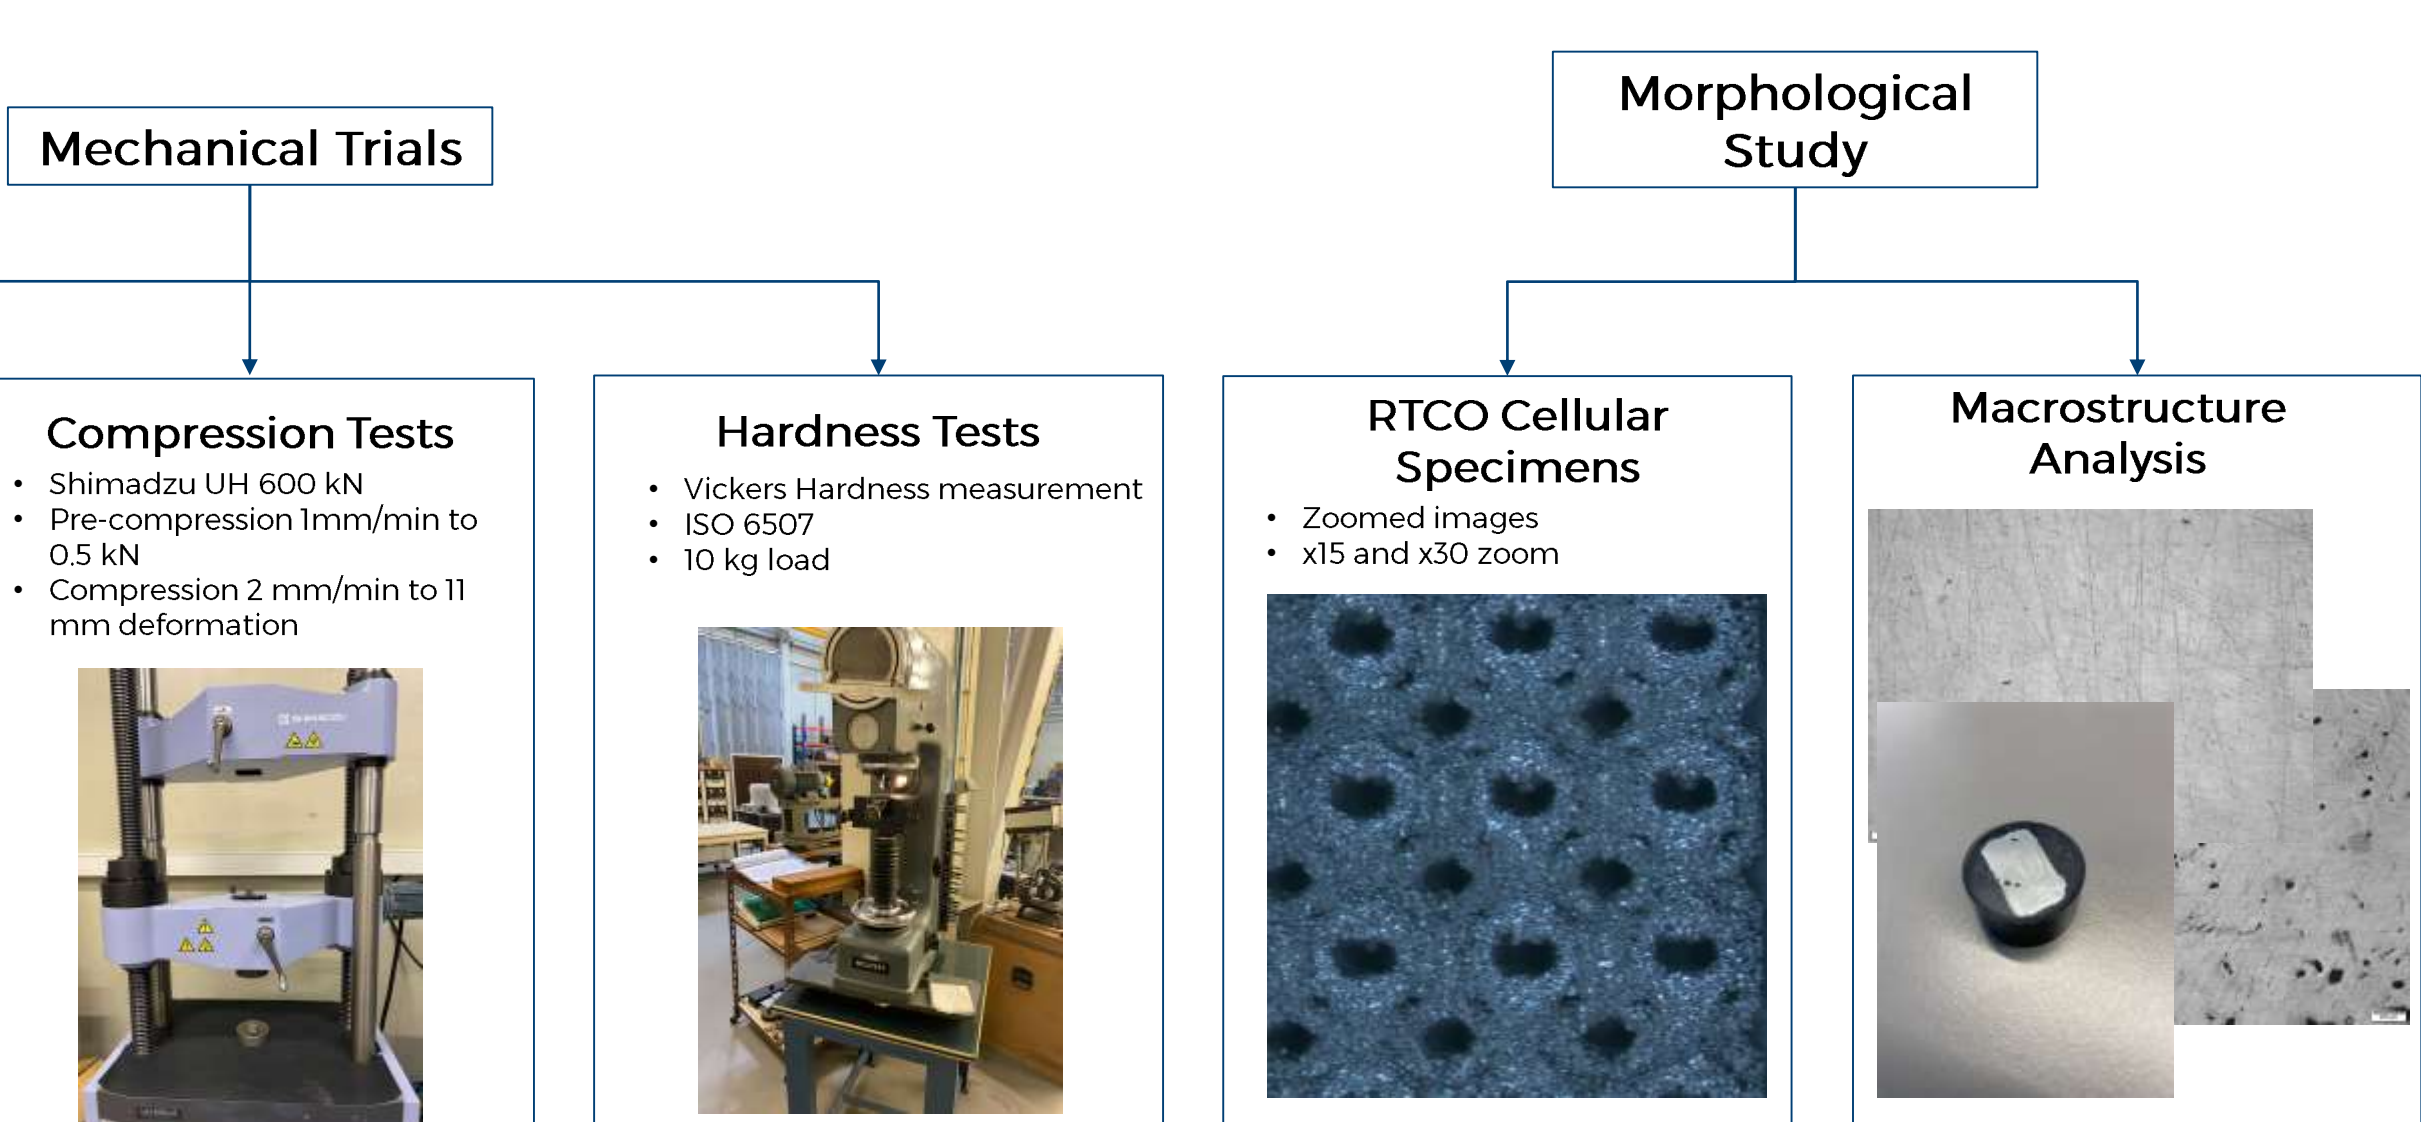 Mechanical Trials
Morphological
Study
Compression Tests
• Shimadzu UH 600 kN
• Pre-compression 1mm/min to
0.5 kN
• Compression 2 mm/min to 11
mm deformation
Hardness Tests
• Vickers Hardness measurement
• ISO 6507
• 10 kg load
RTCO Cellular
Specimens
• Zoomed images
• x15 and x30 zoom
Macrostructure
Analysis
SHIMADZU